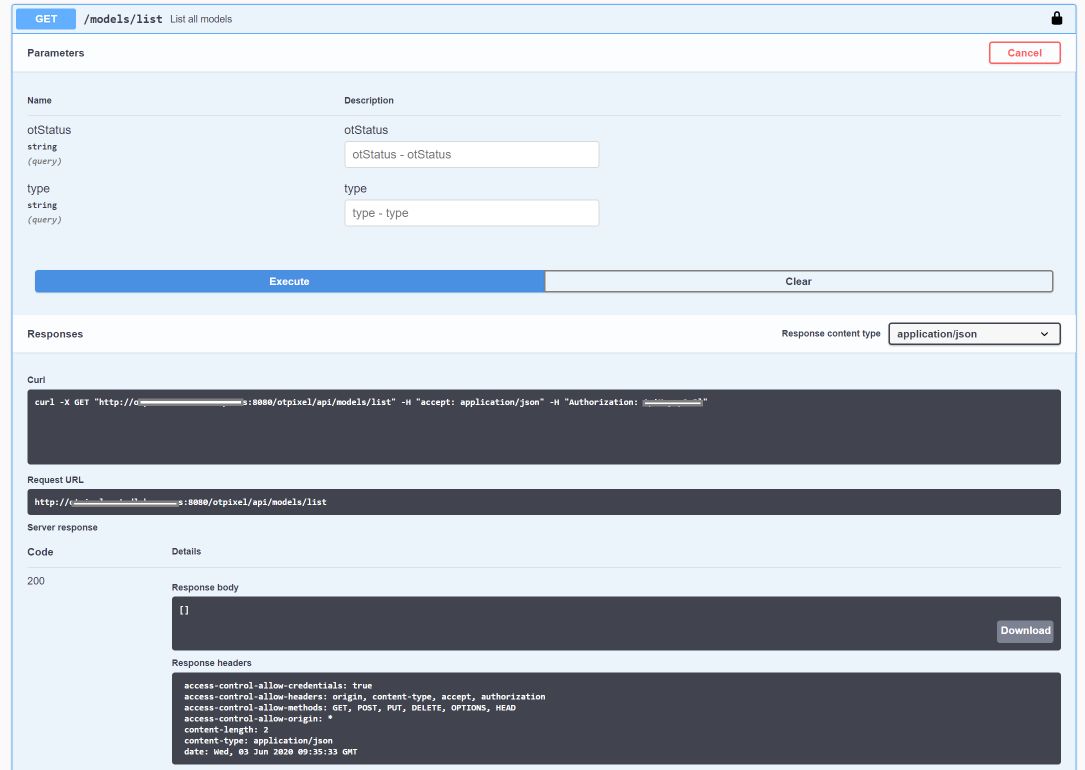 GET /models/list List all models
Parameters
Cancel
Name Description
otStatus otStatus
string
(query)
otStatus - otStatus
type type
string
(query)
type - type
Execute Clear
Responses Response content type application/json
Curl
curl -X GET "http://o s:8080/otpixel/api/models/list" -H "accept: application/json" -H "Authorization: "
Request URL
http:// s:8080/otpixel/api/models/list
Server response
Code Details
200
Response body
[]
Download
Response headers
access-control-allow-credentials: true
access-control-allow-headers: origin, content-type, accept, authorization
access-control-allow-methods: GET, POST, PUT, DELETE, OPTIONS, HEAD
access-control-allow-origin: *
content-length: 2
content-type: application/json
date: Wed, 03 Jun 2020 09:35:33 GMT